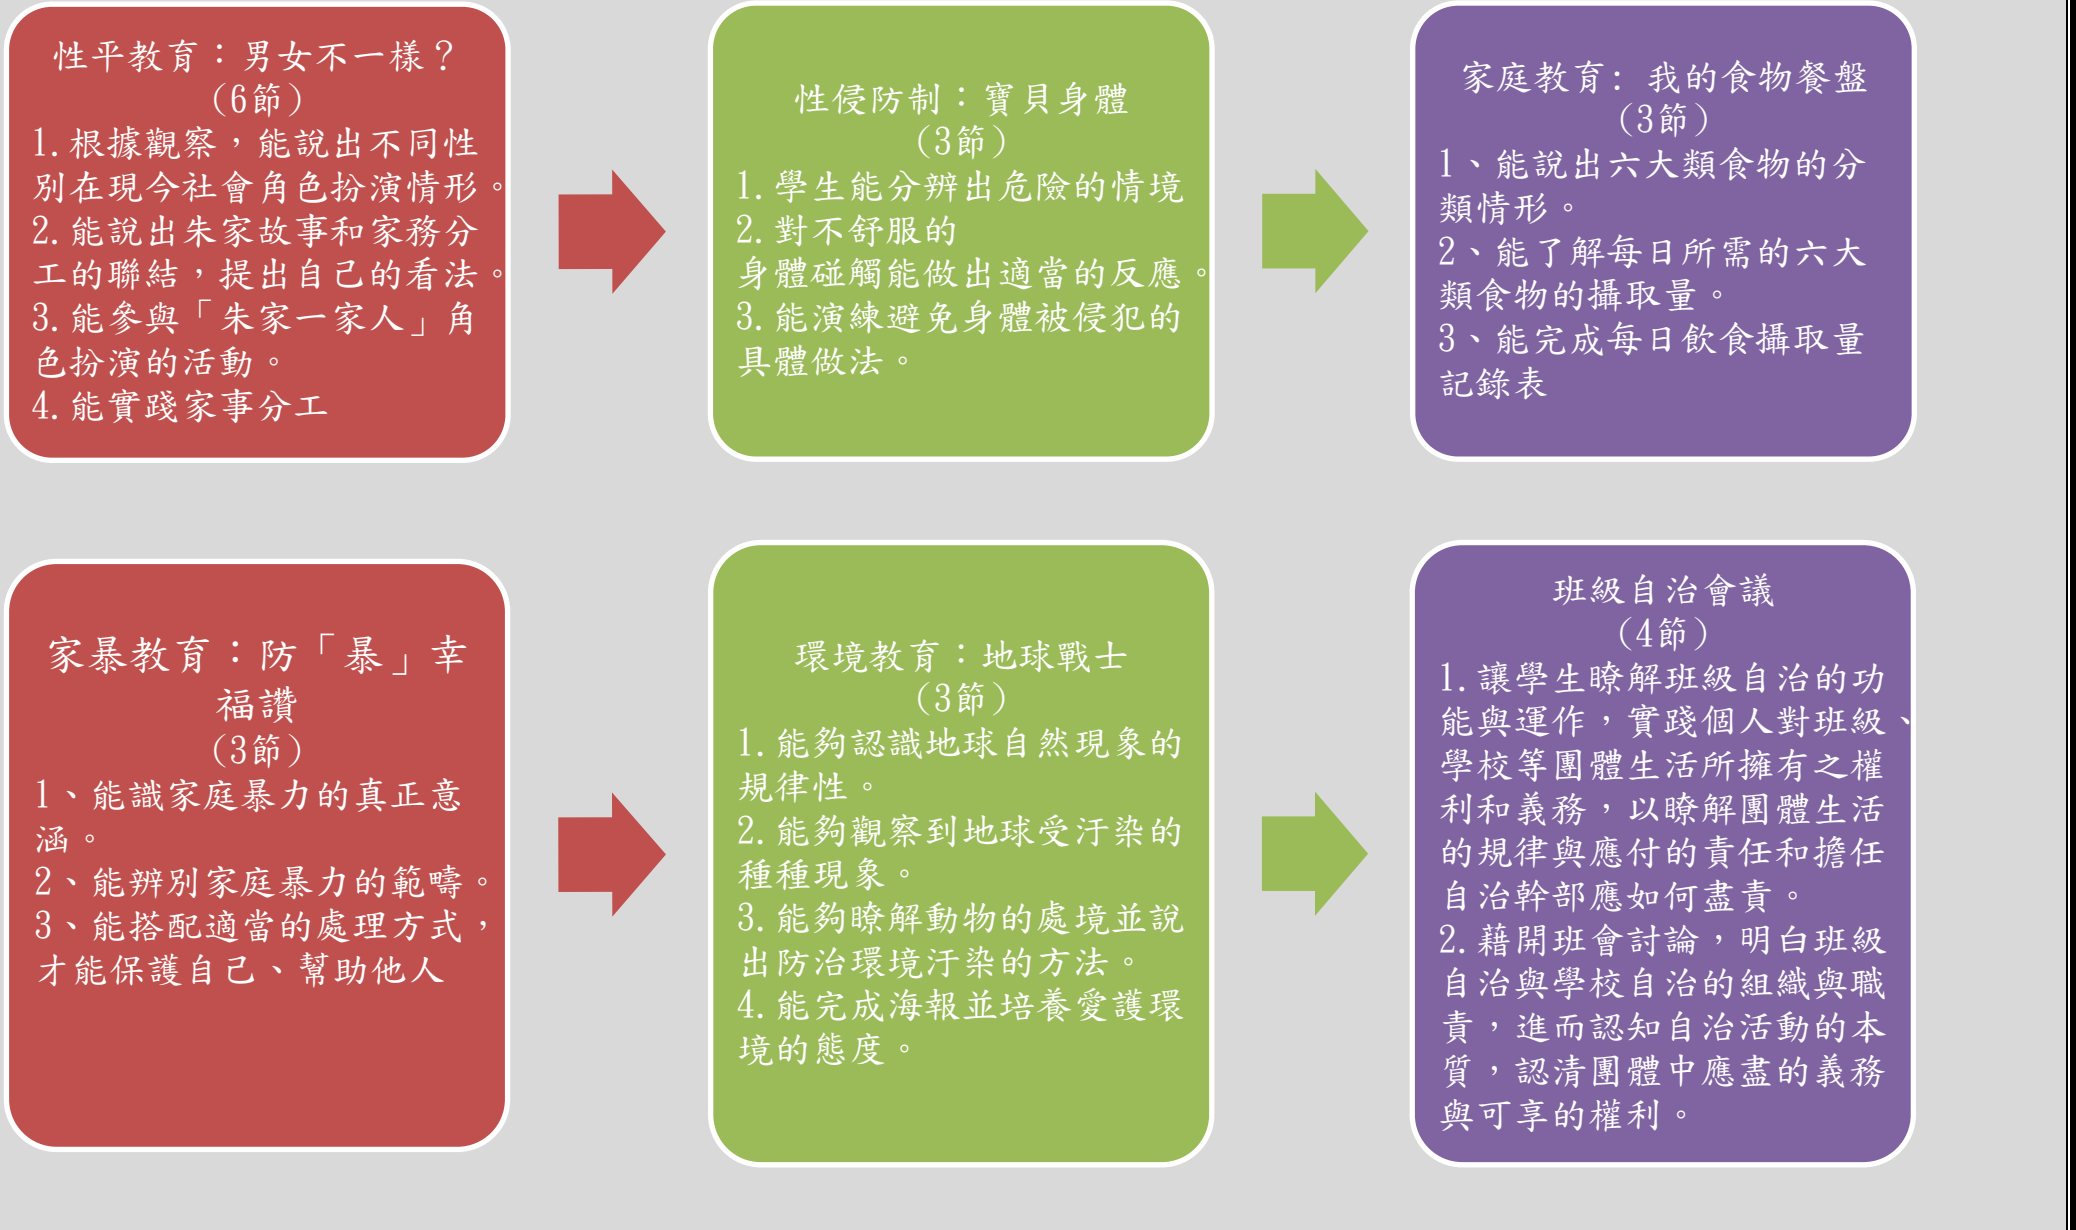 性平教育：男女不一樣？
(6節)
1.根據觀察，能說出不同性
別在現今社會角色扮演情形。
2.能說出朱家故事和家務分
工的聯結，提出自己的看法。
3.能參與「朱家一家人」角
色扮演的活動。
4.能實踐家事分工
性侵防制：寶貝身體
(3節)
1.學生能分辨出危險的情境
2.對不舒服的
身體碰觸能做出適當的反應。
3.能演練避免身體被侵犯的
具體做法。
家庭教育: 我的食物餐盤
(3節)
1、能說出六大類食物的分
類情形。
2、能了解每日所需的六大
類食物的攝取量。
3、能完成每日飲食攝取量
記錄表
家暴教育：防「暴」幸
福讚
(3節)
1、能識家庭暴力的真正意
涵。
2、能辨別家庭暴力的範疇。
3、能搭配適當的處理方式，
才能保護自己、幫助他人
環境教育：地球戰士
(3節)
1.能夠認識地球自然現象的
規律性。
2.能夠觀察到地球受汙染的
種種現象。
3.能夠瞭解動物的處境並說
出防治環境汙染的方法。
4.能完成海報並培養愛護環
境的態度。
班級自治會議
(4節)
1.讓學生瞭解班級自治的功
能與運作，實踐個人對班級、
學校等團體生活所擁有之權
利和義務，以瞭解團體生活
的規律與應付的責任和擔任
自治幹部應如何盡責。
2.藉開班會討論，明白班級
自治與學校自治的組織與職
責，進而認知自治活動的本
質，認清團體中應盡的義務
與可享的權利。